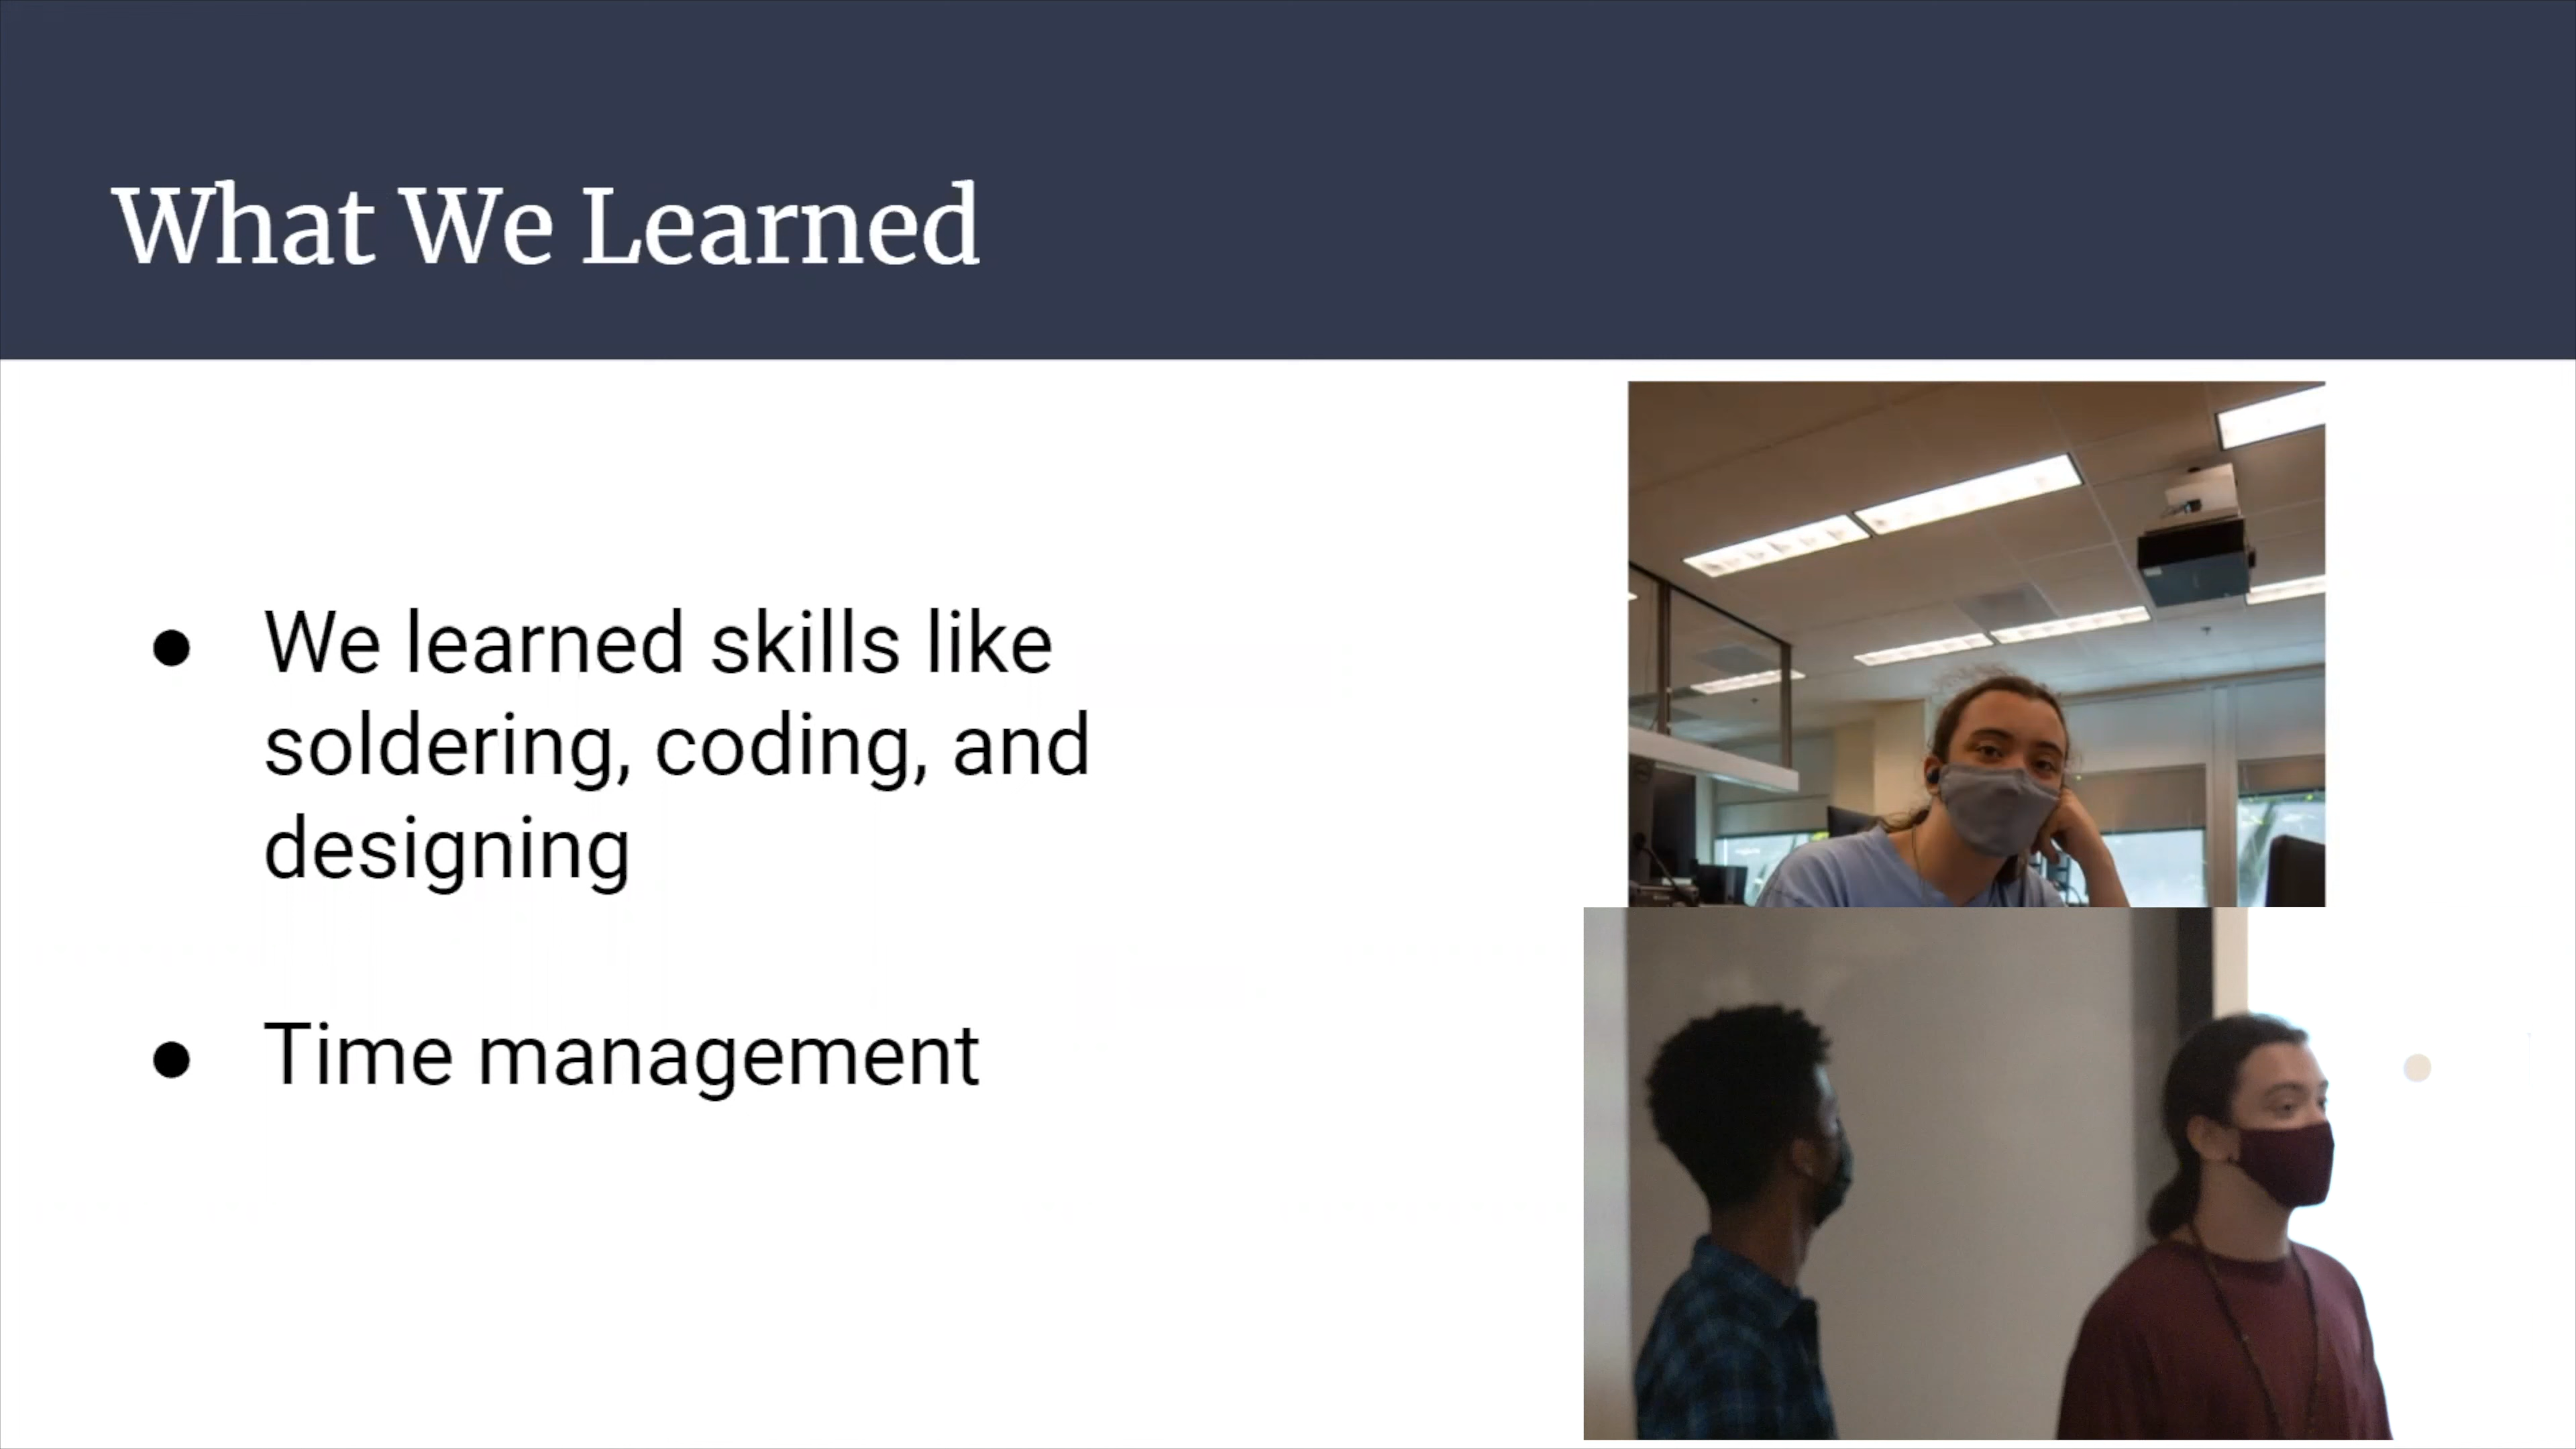 What We Learned
● We learned skills like
soldering, coding, and
designing
● Time management